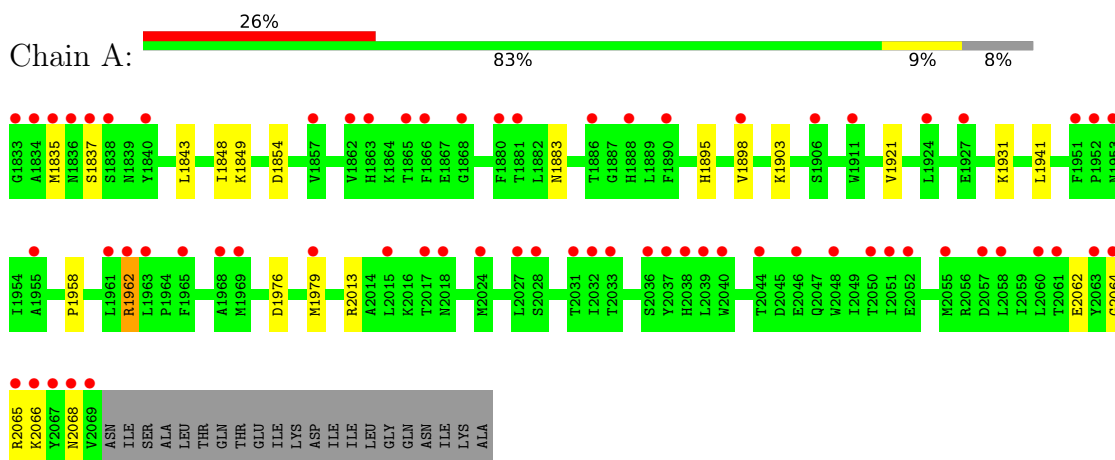 26%
Chain A:
83% 9% 8%
G1833 A1834 M1835 N1836 S1837 S1838 N1839 Y1840 L1843 I1848 K1849 D1854 V1857 V1862 H1863 K1864 T1865 F1866 E1867 G1868 F1880 T1881 L1882 N1883 T1886 G1887 H1888 L1889 F1890 H1895 V1898 K1903 S1906 W1911 V1921 L1924 E1927 K1931 L1941 F1951 P1952 N1953
I1954 A1955 P1958 L1961 R1962 L1963 P1964 F1965 A1968 M1969 D1976 M1979 R2013 A2014 L2015 K2016 T2017 N2018 M2024 L2027 S2028 T2031 I2032 T2033 S2036 Y2037 H2038 L2039 W2040 T2044 D2045 E2046 Q2047 W2048 I2049 T2050 I2051 E2052 M2055 R2056 D2057 L2058 I2059 L2060 T2061 E2062 Y2063 G2064
R2065 K2066 Y2067 N2068 V2069 ASN ILE SER ALA LEU THR GLN THR GLU ILE LYS ASP ILE ILE LEU GLY GLN ASN ILE LYS ALA